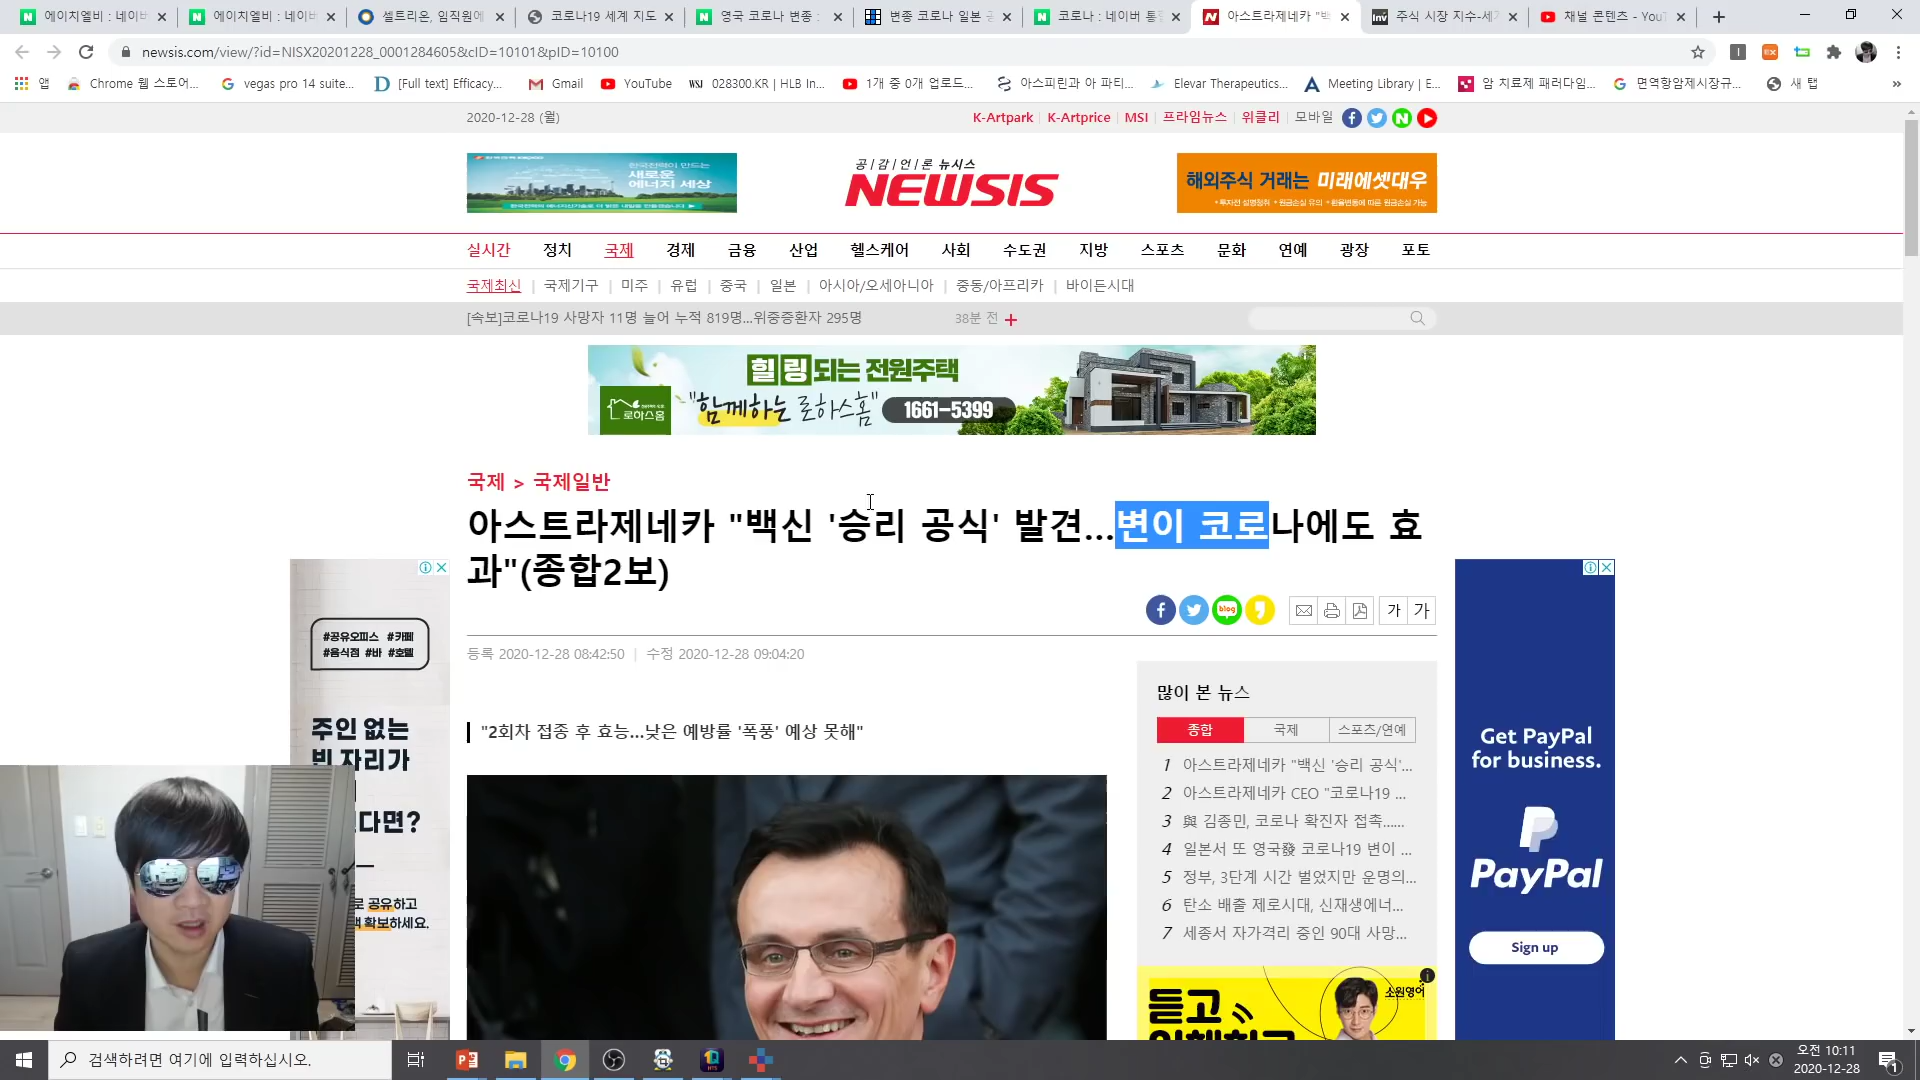 에이치엘비 : 네이버
에이치엘비 : 네이버
셀트리온, 임직원에
코로나19 세계 지도
영국 코로나 변종 :
변종 코로나 일본
코로나 : 네이버 통
아스트라제네카 "백
주식 시장 지수-세
채널 콘텐츠 - YouT
newsis.com/view/?id=NISX20201228_0001284605&cID=10101&pID=10100
앱
Chrome 웹 스토어...
vegas pro 14 suite...
[Full text] Efficacy...
Gmail
YouTube
WSJ 028300.KR | HLB In...
1개 중 0개 업로드...
아스피린과 아 파티...
Elevar Therapeutics...
Meeting Library | E...
암 치료제 패러다임...
면역항암제시장규...
새 탭
2020-12-28 (월)
K-Artpark | K-Artprice | MSI | 프라임뉴스 | 위클리 | 모바일
한국전력이 만드는
새로운
에너지 세상
공|감|언|론 뉴시스
NEWSIS
해외주식 거래는 미래에셋대우
실시간 정치 국제 경제 금융 산업 헬스케어 사회 수도권 지방 스포츠 문화 연예 광장 포토
국제최신 | 국제기구 | 미주 | 유럽 | 중국 | 일본 | 아시아/오세아니아 | 중동/아프리카 | 바이든시대
[속보]코로나19 사망자 11명 늘어 누적 819명...위중증환자 295명 38분 전
힐링되는 전원주택
로하스홈
"함께하는 로하스홈" 1661-5399
국제 > 국제일반
아스트라제네카 "백신 '승리 공식' 발견...변이 코로나에도 효
과"(종합2보)
blog
가 가
등록 2020-12-28 08:42:50 | 수정 2020-12-28 09:04:20
"2회차 접종 후 효능...낮은 예방률 '폭풍' 예상 못해"
많이 본 뉴스
종합 국제 스포츠/연예
1 아스트라제네카 "백신 '승리 공식'...
2 아스트라제네카 CEO "코로나19 ...
3 與 김종민, 코로나 확진자 접촉......
4 일본서 또 영국發 코로나19 변이 ...
5 정부, 3단계 시간 벌었지만 운명의...
6 탄소 배출 제로시대, 신재생에너...
7 세종서 자가격리 중인 90대 사망...
#공유오피스 #카페
#음식점 #바 #호텔
주인 없는
빈 자리가
다면?
로 공유하고
확보하세요.
Get PayPal
for business.
PayPal
Sign up
소원영어
듣고
검색하려면 여기에 입력하십시오.
오전 10:11
2020-12-28